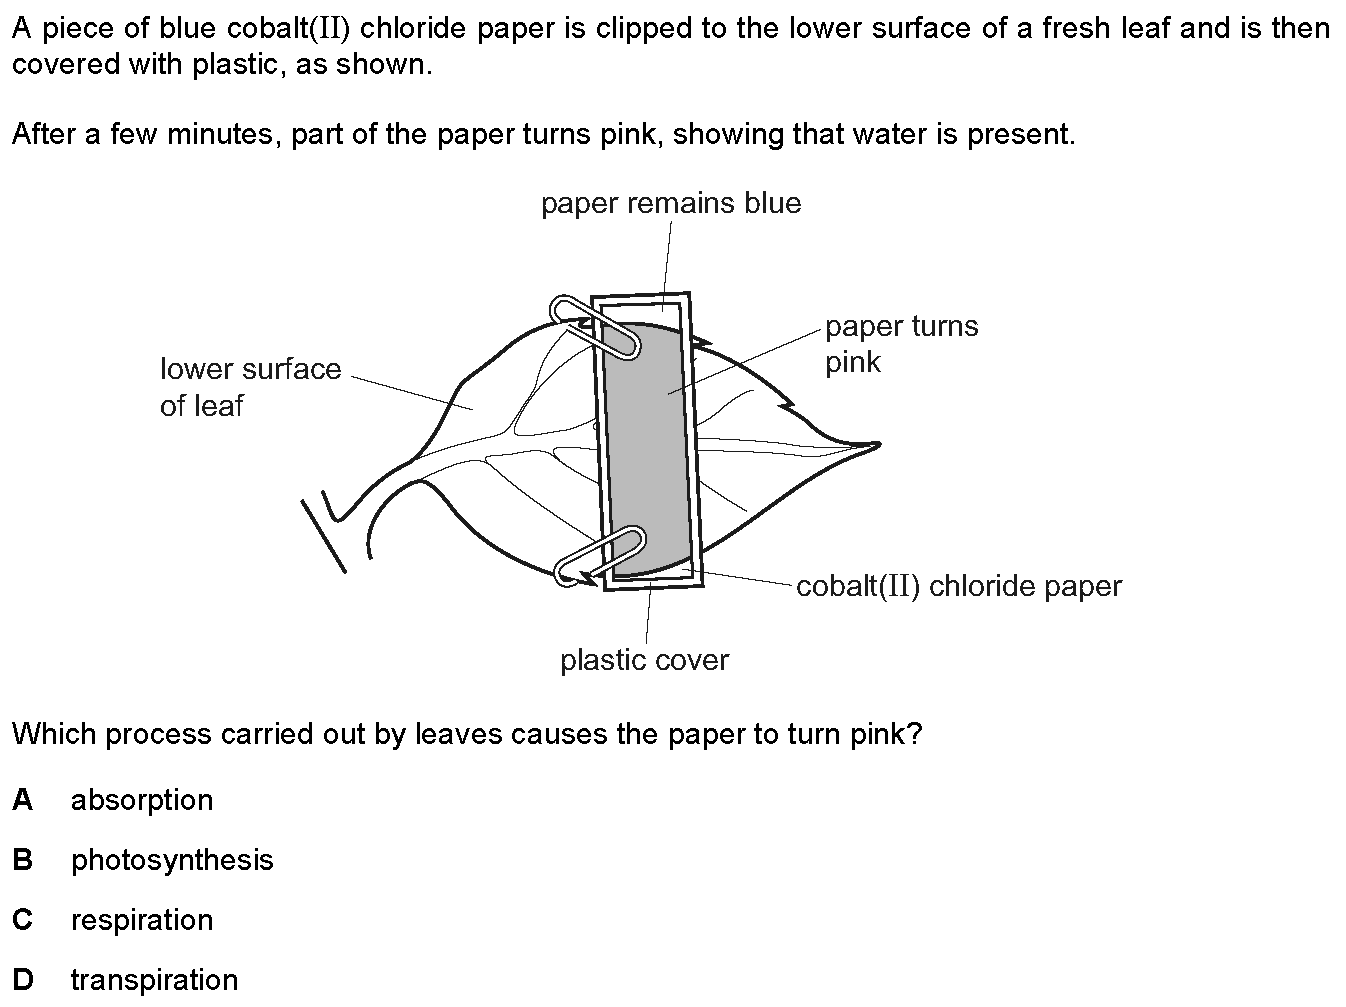 A piece of blue cobalt(II) chloride paper is clipped to the lower surface of a fresh leaf and is then
covered with plastic, as shown.
After a few minutes, part of the paper turns pink, showing that water is present.
paper remains blue
paper turns
pink
lower surface
of leaf
cobalt(II) chloride paper
plastic cover
Which process carried out by leaves causes the paper to turn pink?
A absorption
B photosynthesis
C respiration
D transpiration